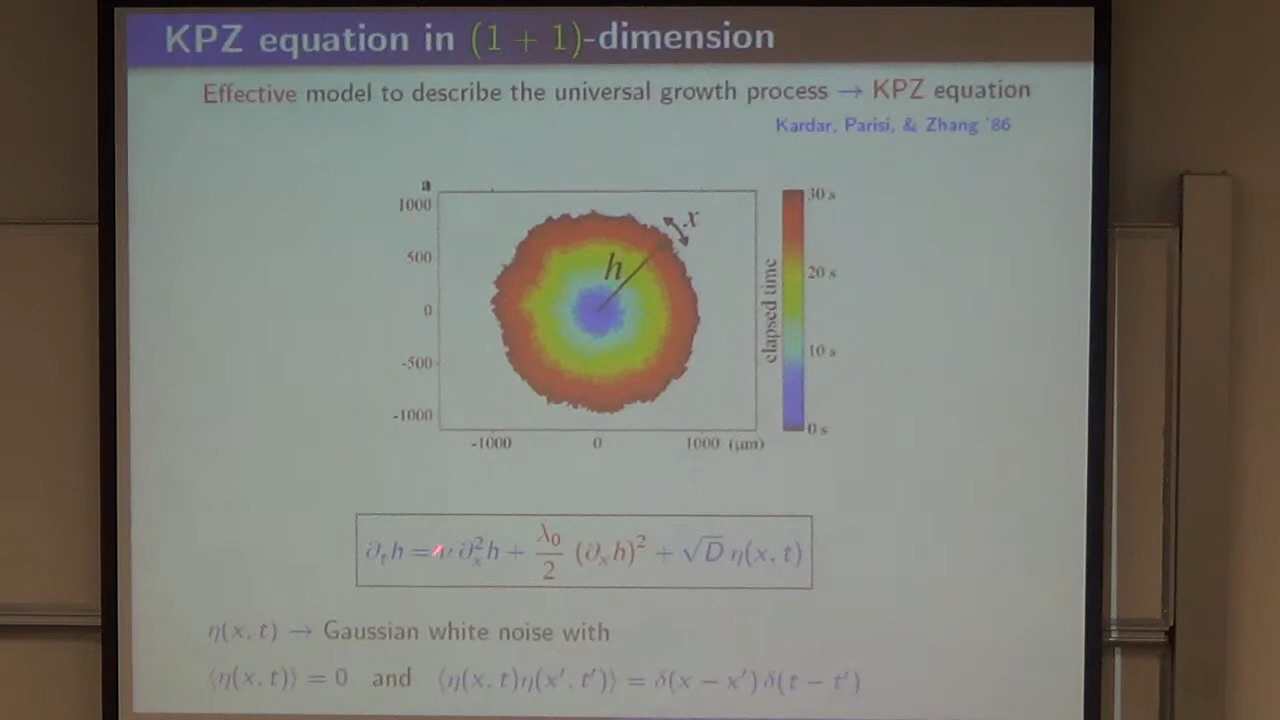 KPZ equation in (1 + 1)-dimension
Effective model to describe the universal growth process → KPZ equation
Kardar, Parisi, & Zhang '86
a
1000
500
0
-500
-1000
-1000 0 1000 (μm)
h
x
elapsed time
30 s
20 s
10 s
0 s
∂ₜh = ν ∂ₓ²h + λ₀/2 (∂ₓh)² + √D η(x, t)
η(x, t) → Gaussian white noise with
⟨η(x, t)⟩ = 0 and ⟨η(x, t)η(x′, t′)⟩ = δ(x − x′)δ(t − t′)